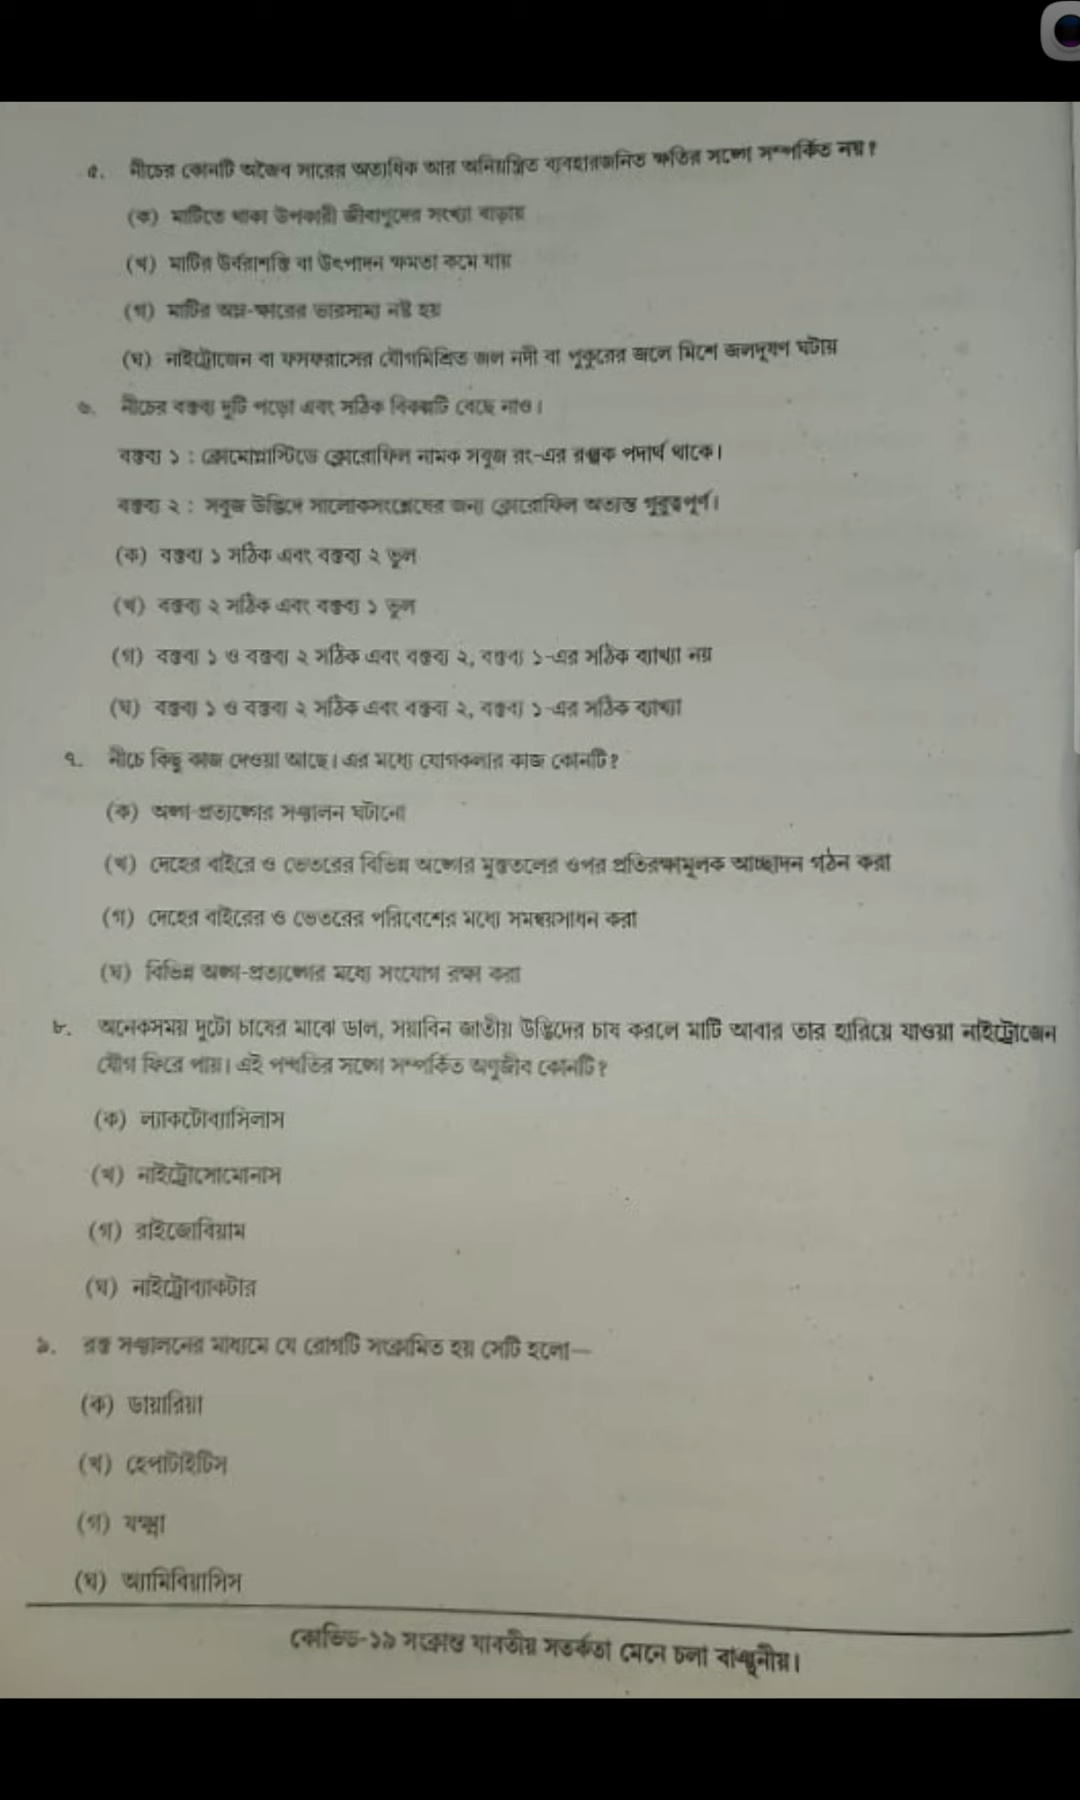 ৫. নীচের কোনটি অজৈব সারের অত্যধিক আর অনিয়ন্ত্রিত ব্যবহারজনিত ক্ষতির সঙ্গে সম্পর্কিত নয়?
(ক) মাটিতে থাকা উপকারী জীবাণুদের সংখ্যা বাড়ায়
(খ) মাটির উর্বরাশক্তি বা উৎপাদন ক্ষমতা কমে যায়
(গ) মাটির অম্ল-ক্ষারের ভারসাম্য নষ্ট হয়
(ঘ) নাইট্রোজেন বা ফসফরাসের যৌগমিশ্রিত জল নদী বা পুকুরের জলে মিশে জলদূষণ ঘটায়
৬. নীচের বক্তব্য দুটি পড়ো এবং সঠিক বিকল্পটি বেছে নাও।
বক্তব্য ১ : ক্রোমোপ্লাস্টিডে ক্লোরোফিল নামক সবুজ রং-এর রঞ্জক পদার্থ থাকে।
বক্তব্য ২ : সবুজ উদ্ভিদে সালোকসংশ্লেষের জন্য ক্লোরোফিল অত্যন্ত গুরুত্বপূর্ণ।
(ক) বক্তব্য ১ সঠিক এবং বক্তব্য ২ ভুল
(খ) বক্তব্য ২ সঠিক এবং বক্তব্য ১ ভুল
(গ) বক্তব্য ১ ও বক্তব্য ২ সঠিক এবং বক্তব্য ২, বক্তব্য ১-এর সঠিক ব্যাখ্যা নয়
(ঘ) বক্তব্য ১ ও বক্তব্য ২ সঠিক এবং বক্তব্য ২, বক্তব্য ১-এর সঠিক ব্যাখ্যা
৭. নীচে কিছু কাজ দেওয়া আছে। এর মধ্যে যোগকলার কাজ কোনটি?
(ক) অঙ্গ-প্রত্যঙ্গের সঞ্চালন ঘটানো
(খ) দেহের বাইরে ও ভেতরের বিভিন্ন অঙ্গের মুক্ততলের ওপর প্রতিরক্ষামূলক আচ্ছাদন গঠন করা
(গ) দেহের বাইরের ও ভেতরের পরিবেশের মধ্যে সমন্বয়সাধন করা
(ঘ) বিভিন্ন অঙ্গ-প্রত্যঙ্গের মধ্যে সংযোগ রক্ষা করা
৮. অনেকসময় দুটো চাষের মাঝে ডাল, সয়াবিন জাতীয় উদ্ভিদের চাষ করলে মাটি আবার তার হারিয়ে যাওয়া নাইট্রোজেন
যৌগ ফিরে পায়। এই পদ্ধতির সঙ্গে সম্পর্কিত অণুজীব কোনটি?
(ক) ল্যাকটোব্যাসিলাস
(খ) নাইট্রোসোমোনাস
(গ) রাইজোবিয়াম
(ঘ) নাইট্রোব্যাকটার
৯. রক্ত সঞ্চালনের মাধ্যমে যে রোগটি সংক্রামিত হয় সেটি হলো—
(ক) ডায়ারিয়া
(খ) হেপাটাইটিস
(গ) যক্ষ্মা
(ঘ) অ্যামিবিয়াসিস
কোভিড-১৯ সংক্রান্ত যাবতীয় সতর্কতা মেনে চলা বাঞ্ছনীয়।